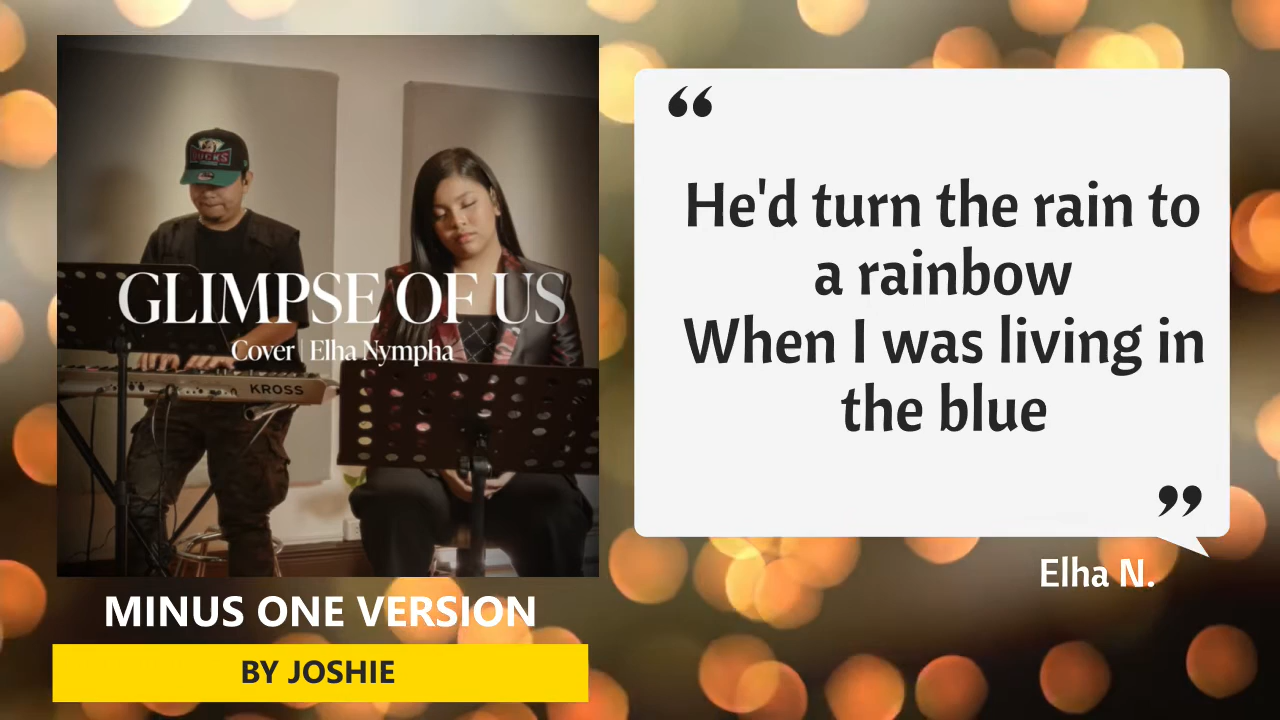 DUCKS
GLIMPSE OF US
Cover | Elha Nympha
KROSS
MINUS ONE VERSION
BY JOSHIE
“
He'd turn the rain to
a rainbow
When I was living in
the blue
”
Elha N.